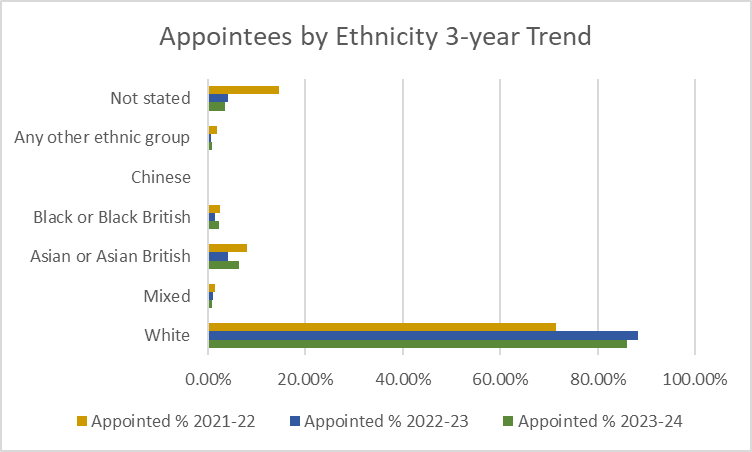 Appointees by Ethnicity 3-year Trend
Not stated
Any other ethnic group
Chinese
Black or Black British
Asian or Asian British
Mixed
White
0.00% 20.00% 40.00% 60.00% 80.00% 100.00%
Appointed % 2021-22 Appointed % 2022-23 Appointed % 2023-24